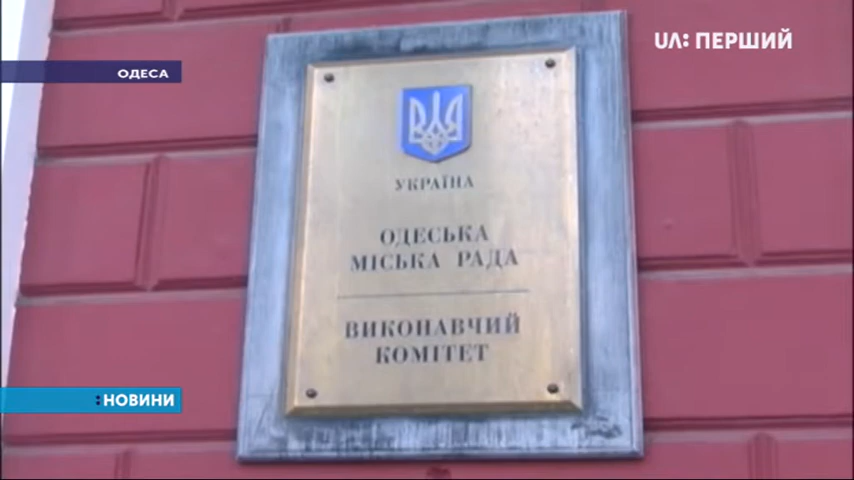 UA: ПЕРШИЙ
ОДЕСА
УКРАЇНА
ОДЕСЬКА
МІСЬКА РАДА
ВИКОНАВЧИЙ
КОМІТЕТ
:НОВИНИ